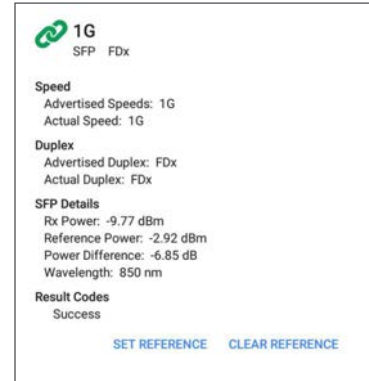 1G
SFP FDx
Speed
Advertised Speeds: 1G
Actual Speed: 1G
Duplex
Advertised Duplex: FDx
Actual Duplex: FDx
SFP Details
Rx Power: -9.77 dBm
Reference Power: -2.92 dBm
Power Difference: -6.85 dB
Wavelength: 850 nm
Result Codes
Success
SET REFERENCE CLEAR REFERENCE